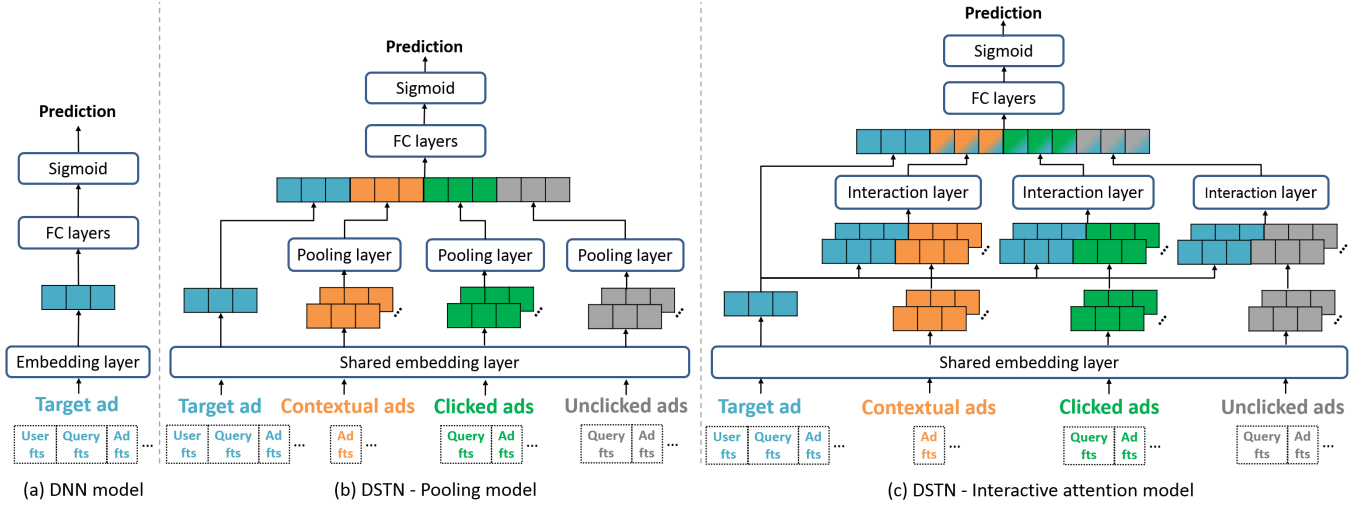 Prediction
Sigmoid
FC layers
Embedding layer
Target ad
User fts
Query fts
Ad fts
...
(a) DNN model
Prediction
Sigmoid
FC layers
Pooling layer
Pooling layer
Pooling layer
Shared embedding layer
Target ad
Contextual ads
Clicked ads
Unclicked ads
User fts
Query fts
Ad fts
...
Ad fts
...
Query fts
Ad fts
...
Query fts
Ad fts
...
(b) DSTN - Pooling model
Prediction
Sigmoid
FC layers
Interaction layer
Interaction layer
Interaction layer
Shared embedding layer
Target ad
Contextual ads
Clicked ads
Unclicked ads
User fts
Query fts
Ad fts
...
Ad fts
...
Query fts
Ad fts
...
Query fts
Ad fts
...
(c) DSTN - Interactive attention model